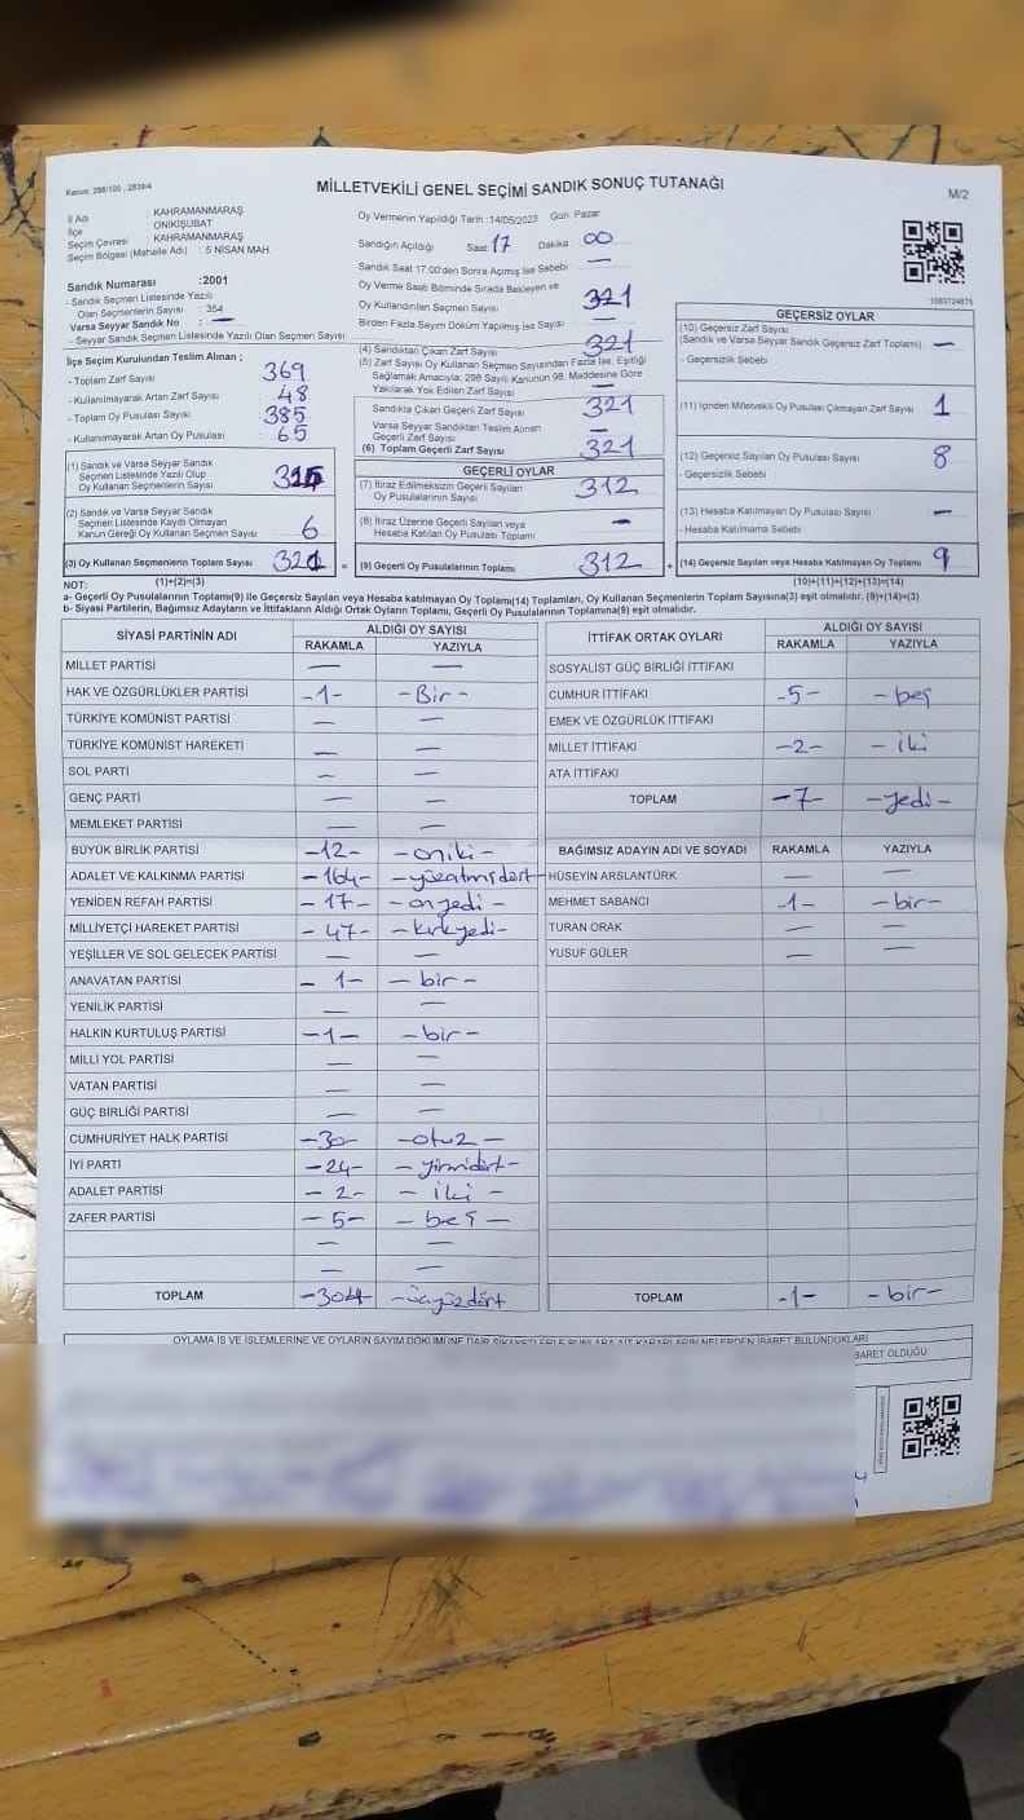 Kanun: 298/100 , 2839/4
MİLLETVEKİLİ GENEL SEÇİMİ SANDIK SONUÇ TUTANAĞI
M/2
İl Adı : KAHRAMANMARAŞ
İlçe : ONİKİŞUBAT
Seçim Çevresi : KAHRAMANMARAŞ
Seçim Bölgesi (Mahalle Adı) : 5 NİSAN MAH
Oy Vermenin Yapıldığı Tarih :14/05/2023 Gün: Pazar
Sandığın Açıldığı Saat 17 Dakika 00
Sandık Saat 17.00'den Sonra Açılmış İse Sebebi —
Oy Verme Saati Bitiminde Sırada Bekleyen ve
Oy Kullandırılan Seçmen Sayısı 321
Birden Fazla Sayım Döküm Yapılmış İse Sayısı —
Sandık Numarası :2001
- Sandık Seçmen Listesinde Yazılı
Olan Seçmenlerin Sayısı : 354
Varsa Seyyar Sandık No : —
- Seyyar Sandık Seçmen Listesinde Yazılı Olan Seçmen Sayısı
İlçe Seçim Kurulundan Teslim Alınan ;
- Toplam Zarf Sayısı 369
- Kullanılmayarak Artan Zarf Sayısı 48
- Toplam Oy Pusulası Sayısı 385
- Kullanılmayarak Artan Oy Pusulası 65
(1) Sandık ve Varsa Seyyar Sandık
Seçmen Listesinde Yazılı Olup
Oy Kullanan Seçmenlerin Sayısı 315
(2) Sandık ve Varsa Seyyar Sandık
Seçmen Listesinde Kaydı Olmayan
Kanun Gereği Oy Kullanan Seçmen Sayısı 6
(3) Oy Kullanan Seçmenlerin Toplam Sayısı 321 =
(4) Sandıktan Çıkan Zarf Sayısı 321
(5) Zarf Sayısı Oy Kullanan Seçmen Sayısından Fazla İse, Eşitliği
Sağlamak Amacıyla; 298 Sayılı Kanunun 98. Maddesine Göre
Yakılarak Yok Edilen Zarf Sayısı —
Sandıkta Çıkan Geçerli Zarf Sayısı 321
Varsa Seyyar Sandıktan Teslim Alınan
Geçerli Zarf Sayısı —
(6) Toplam Geçerli Zarf Sayısı 321
GEÇERLİ OYLAR
(7) İtiraz Edilmeksizin Geçerli Sayılan
Oy Pusulalarının Sayısı 312
(8) İtiraz Üzerine Geçerli Sayılan veya
Hesaba Katılan Oy Pusulası Toplamı —
(9) Geçerli Oy Pusulalarının Toplamı 312 +
GEÇERSİZ OYLAR
(10) Geçersiz Zarf Sayısı
(Sandık ve Varsa Seyyar Sandık Geçersiz Zarf Toplamı) —
- Geçersizlik Sebebi
(11) İçinden Milletvekili Oy Pusulası Çıkmayan Zarf Sayısı 1
(12) Geçersiz Sayılan Oy Pusulası Sayısı 8
- Geçersizlik Sebebi
(13) Hesaba Katılmayan Oy Pusulası Sayısı —
- Hesaba Katılmama Sebebi
(14) Geçersiz Sayılan veya Hesaba Katılmayan Oy Toplamı 9
NOT: (1)+(2)=(3) (10)+(11)+(12)+(13)=(14)
a- Geçerli Oy Pusulalarının Toplamı(9) ile Geçersiz Sayılan veya Hesaba katılmayan Oy Toplamı(14) Toplamları, Oy Kullanan Seçmenlerin Toplam Sayısına(3) eşit olmalıdır. (9)+(14)=(3)
b- Siyasi Partilerin, Bağımsız Adayların ve İttifakların Aldığı Ortak Oyların Toplamı, Geçerli Oy Pusulalarının Toplamına(9) eşit olmalıdır.
SİYASİ PARTİNİN ADI ALDIĞI OY SAYISI
RAKAMLA YAZIYLA
MİLLET PARTİSİ — —
HAK VE ÖZGÜRLÜKLER PARTİSİ -1- -Bir-
TÜRKİYE KOMÜNİST PARTİSİ — —
TÜRKİYE KOMÜNİST HAREKETİ — —
SOL PARTİ — —
GENÇ PARTİ — —
MEMLEKET PARTİSİ — —
BÜYÜK BİRLİK PARTİSİ -12- -oniki-
ADALET VE KALKINMA PARTİSİ -164- -yüzatmışdört-
YENİDEN REFAH PARTİSİ -17- -onyedi-
MİLLİYETÇİ HAREKET PARTİSİ -47- -kırkyedi-
YEŞİLLER VE SOL GELECEK PARTİSİ — —
ANAVATAN PARTİSİ -1- -bir-
YENİLİK PARTİSİ — —
HALKIN KURTULUŞ PARTİSİ -1- -bir-
MİLLİ YOL PARTİSİ — —
VATAN PARTİSİ — —
GÜÇ BİRLİĞİ PARTİSİ — —
CUMHURİYET HALK PARTİSİ -30- -otuz-
İYİ PARTİ -24- -yirmidört-
ADALET PARTİSİ -2- -iki-
ZAFER PARTİSİ -5- -beş-
— —
— —
TOPLAM -304- -üçyüzdört
İTTİFAK ORTAK OYLARI ALDIĞI OY SAYISI
RAKAMLA YAZIYLA
SOSYALİST GÜÇ BİRLİĞİ İTTİFAKI
CUMHUR İTTİFAKI -5- -beş
EMEK VE ÖZGÜRLÜK İTTİFAKI
MİLLET İTTİFAKI -2- -iki
ATA İTTİFAKI
TOPLAM -7- -yedi-
BAĞIMSIZ ADAYIN ADI VE SOYADI RAKAMLA YAZIYLA
HÜSEYİN ARSLANTÜRK — —
MEHMET SABANCI -1- -bir-
TURAN ORAK — —
YUSUF GÜLER — —
TOPLAM -1- -bir-
OYLAMA İŞ VE İŞLEMLERİNE VE OYLARIN SAYIM DÖKÜMÜNE DAİR ŞİKAYETLERLE BUNLARA AİT KARARLARIN NELERDEN İBARET BULUNDUKLARI
BARET OLDUĞU